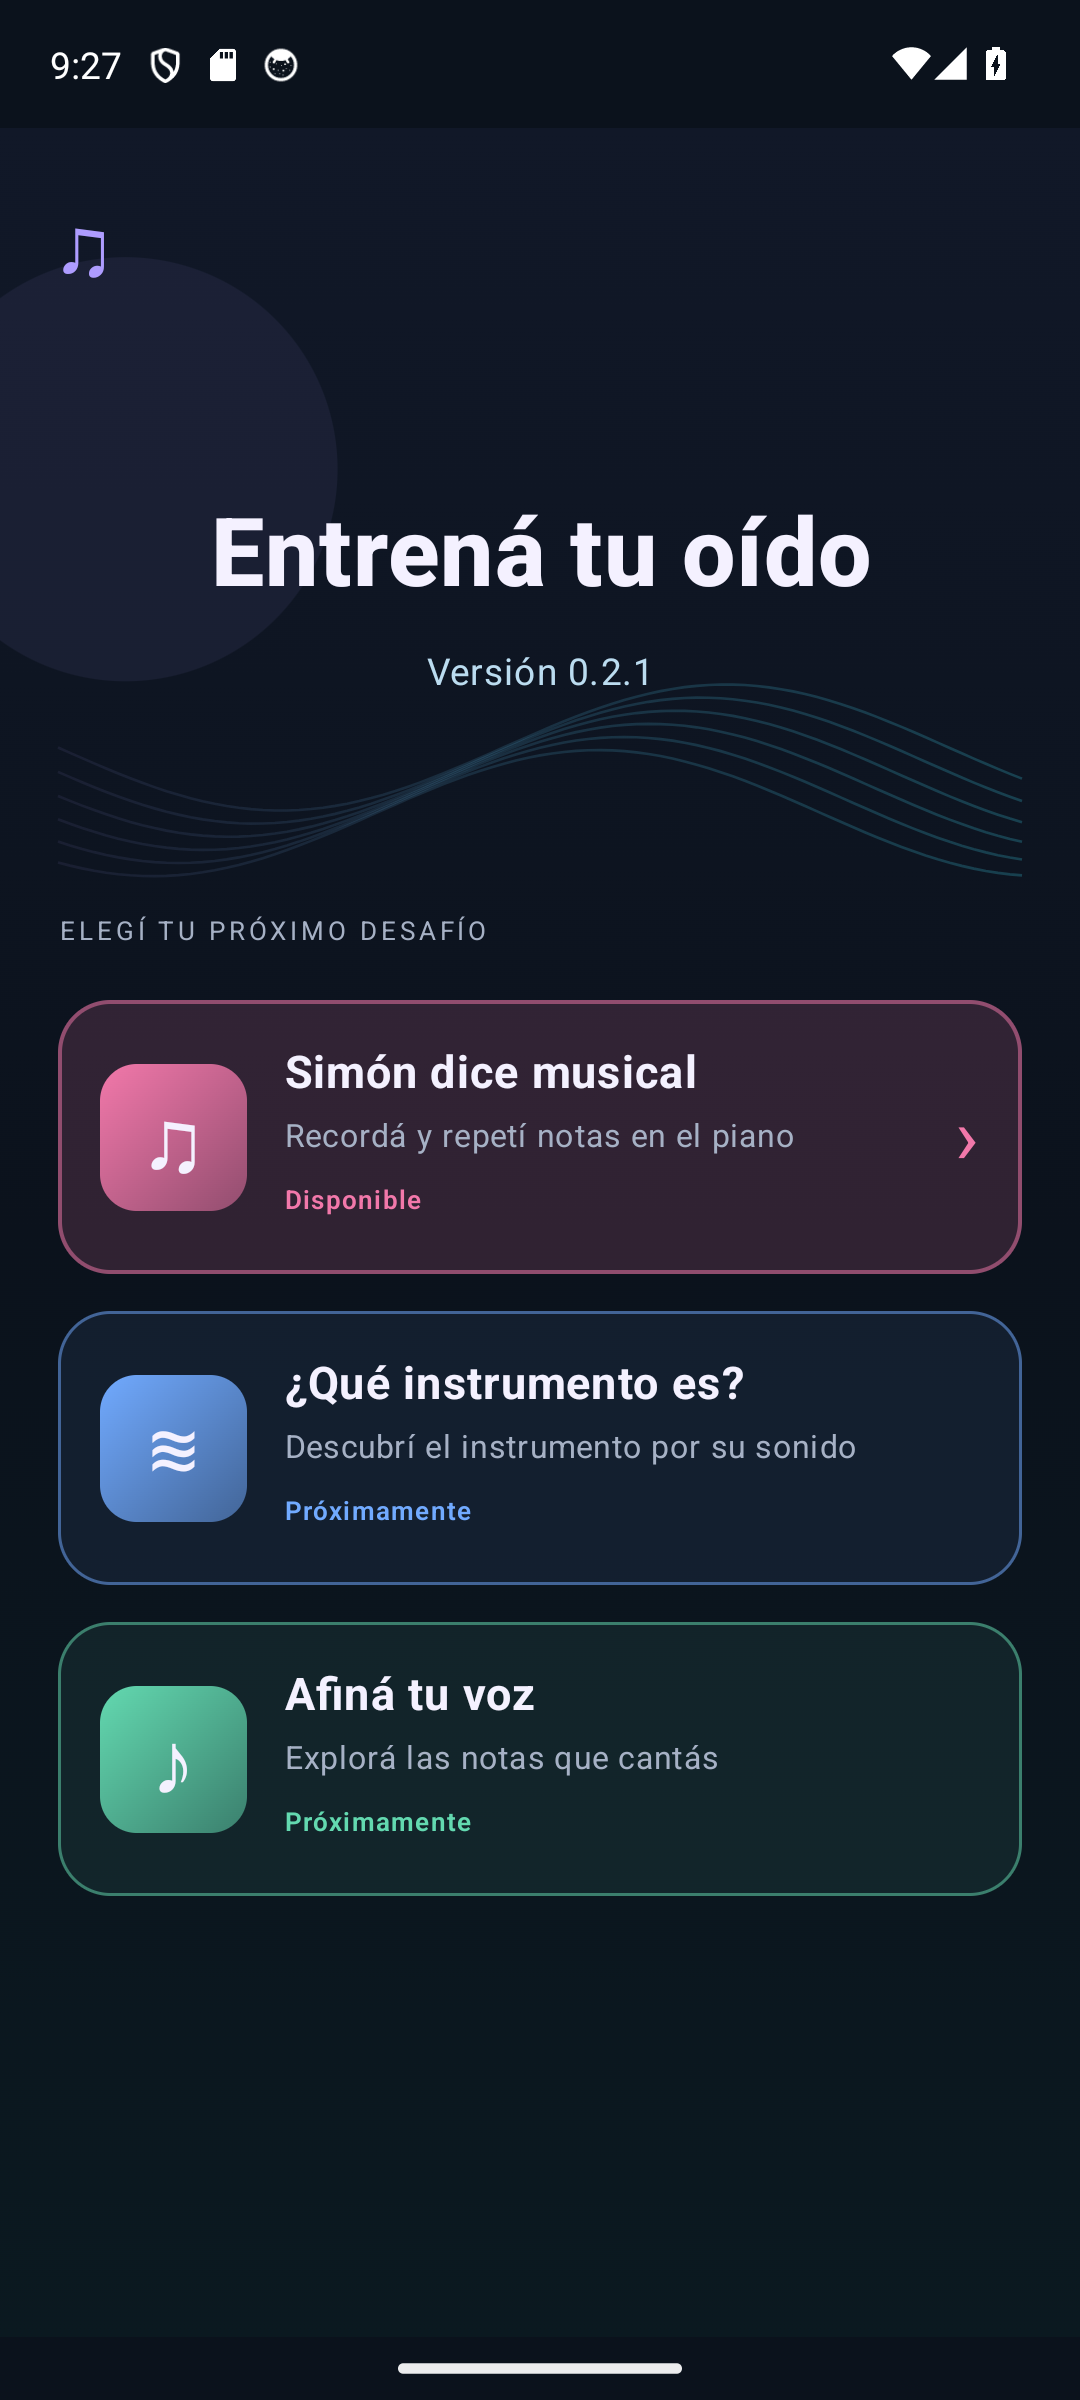 9:27
Entrená tu oído
Versión 0.2.1
ELEGÍ TU PRÓXIMO DESAFÍO
Simón dice musical
Recordá y repetí notas en el piano
Disponible
¿Qué instrumento es?
Descubrí el instrumento por su sonido
Próximamente
Afiná tu voz
Explorá las notas que cantás
Próximamente